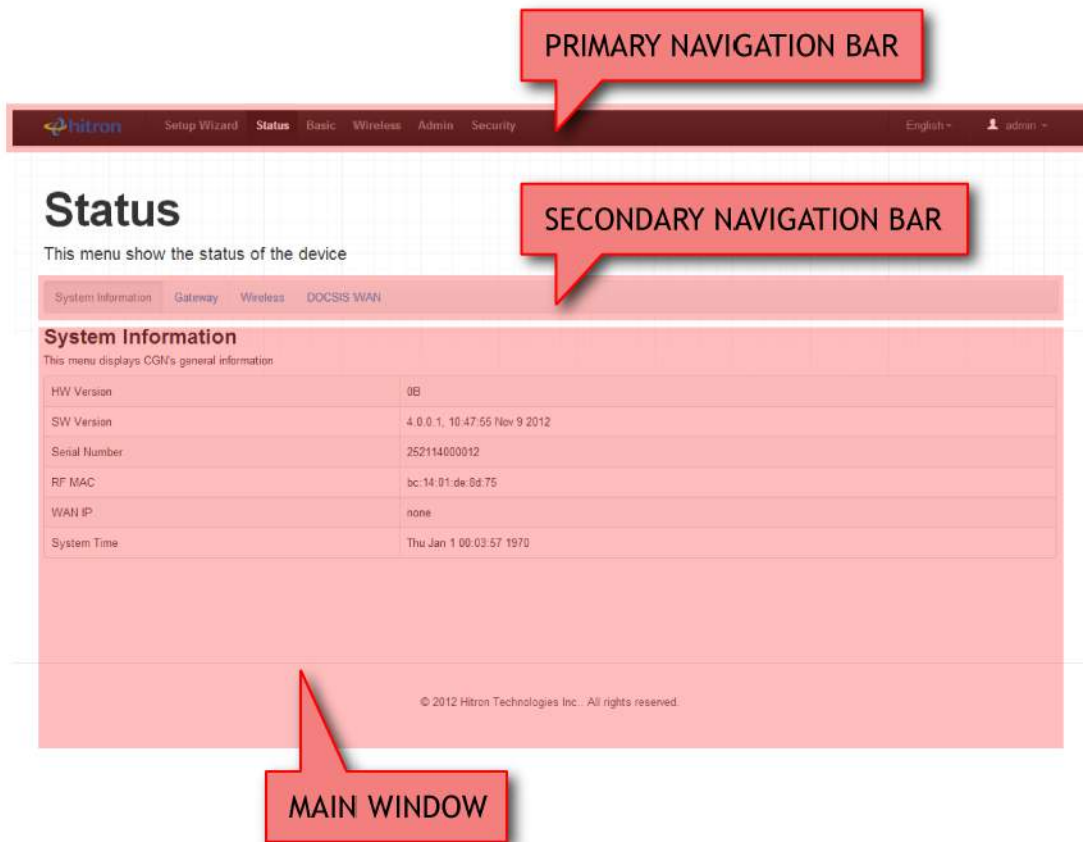 PRIMARY NAVIGATION BAR
hitron Setup Wizard Status Basic Wireless Admin Security English admin
Status
SECONDARY NAVIGATION BAR
This menu show the status of the device
System Information Gateway Wireless DOCSIS WAN
System Information
This menu displays CGN's general information
HW Version 0B
SW Version 4.0.0.1, 10:47:55 Nov 9 2012
Serial Number 252114000012
RF MAC bc:14:01:de:8d:75
WAN IP none
System Time Thu Jan 1 00:03:57 1970
© 2012 Hitron Technologies Inc.. All rights reserved.
MAIN WINDOW